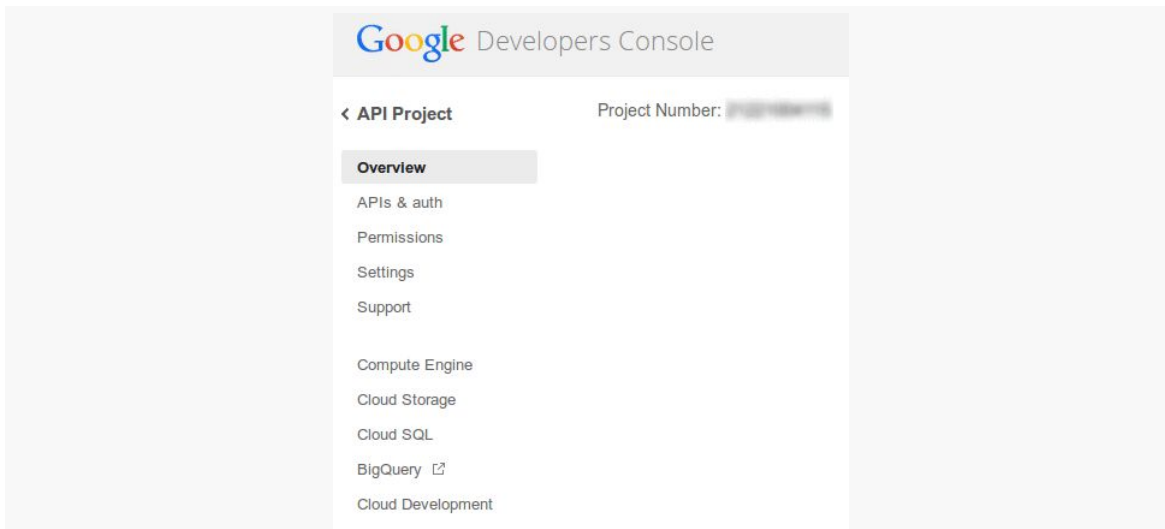 Google Developers Console
< API Project
Project Number:
Overview
APIs & auth
Permissions
Settings
Support
Compute Engine
Cloud Storage
Cloud SQL
BigQuery
Cloud Development